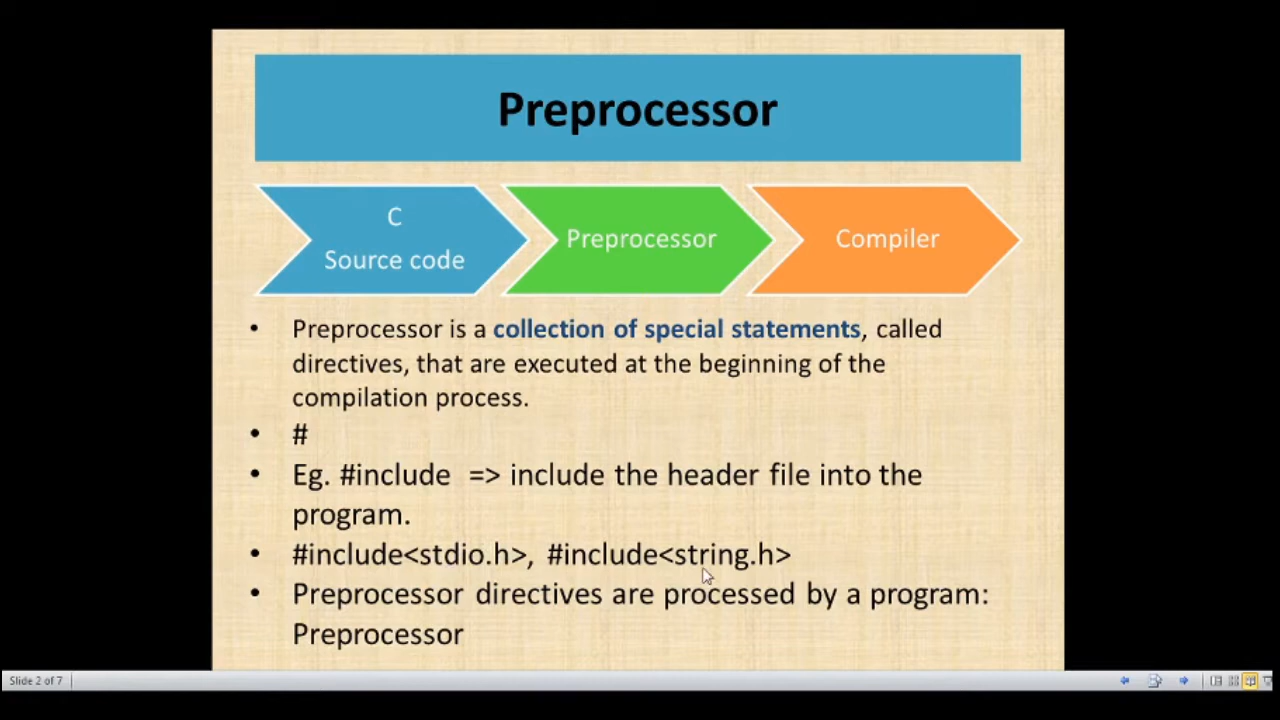 Preprocessor
C
Source code
Preprocessor
Compiler
• Preprocessor is a collection of special statements, called
directives, that are executed at the beginning of the
compilation process.
• #
• Eg. #include => include the header file into the
program.
• #include<stdio.h>, #include<string.h>
• Preprocessor directives are processed by a program:
Preprocessor
Slide 2 of 7